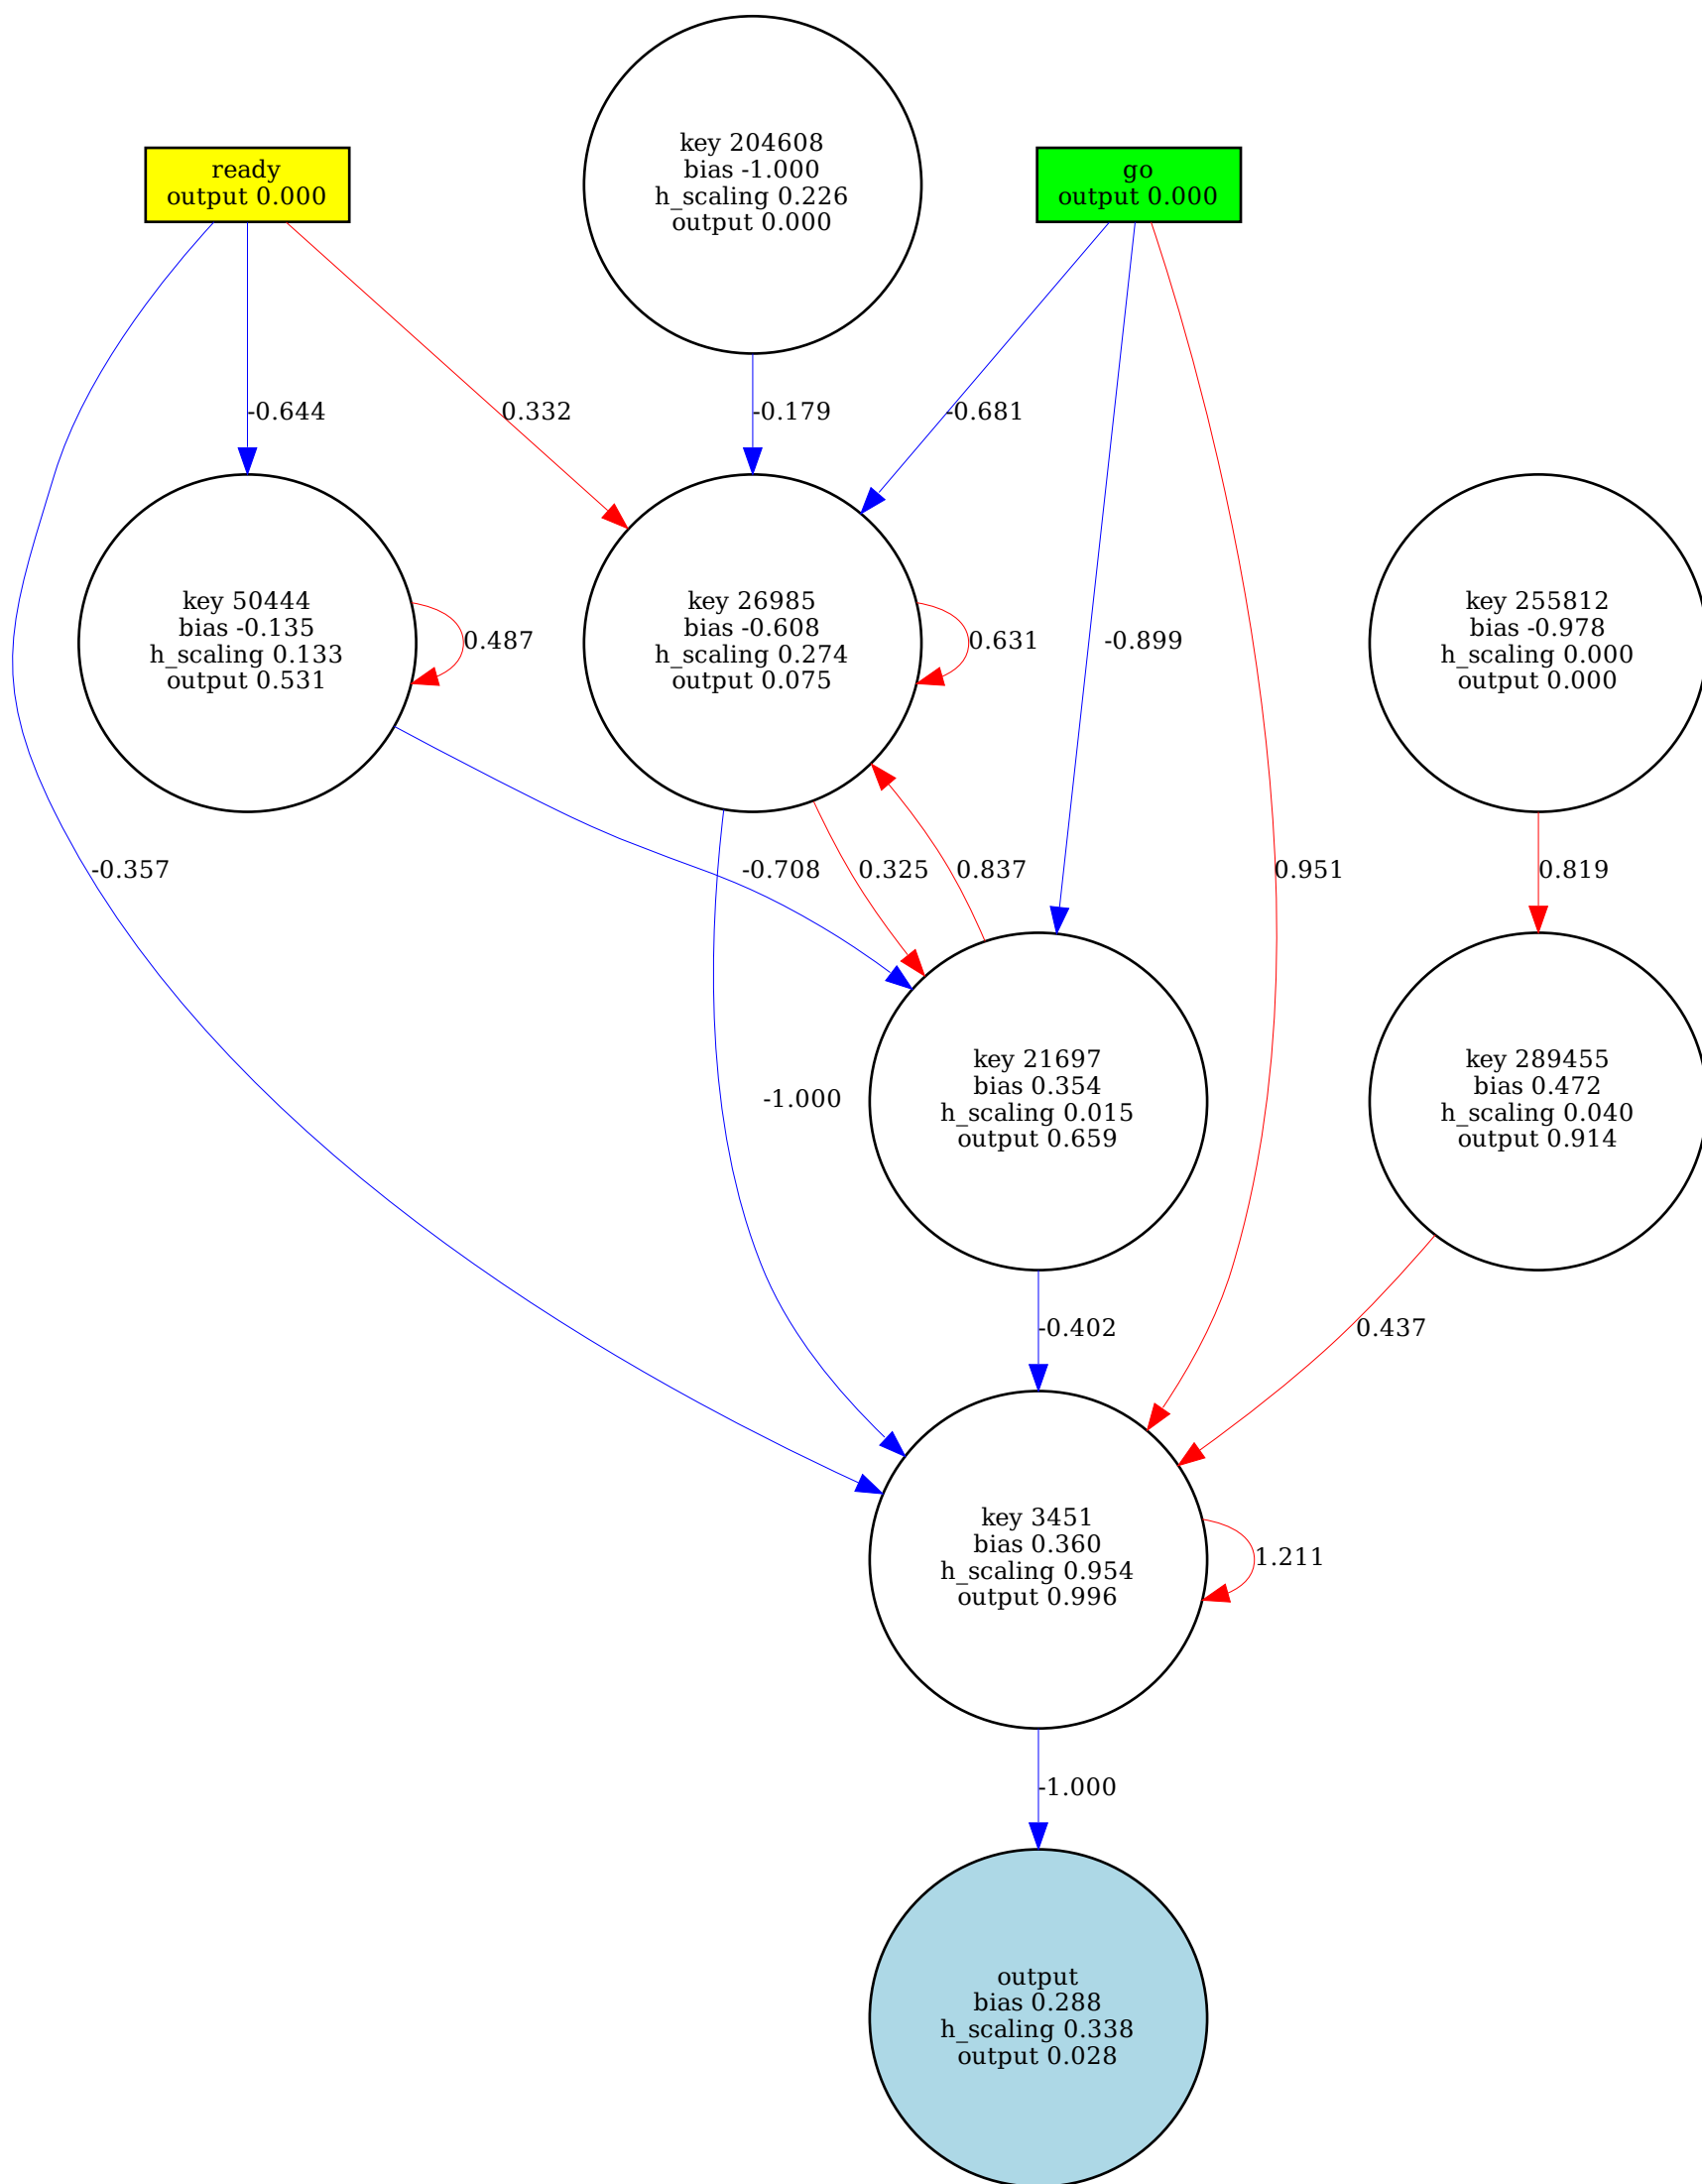 key 204608
bias -1.000
h_scaling 0.226
output 0.000
ready
output 0.000
go
output 0.000
-0.644
0.332
-0.179
-0.681
key 50444
bias -0.135
h_scaling 0.133
output 0.531
0.487
key 26985
bias -0.608
h_scaling 0.274
output 0.075
0.631
-0.899
key 255812
bias -0.978
h_scaling 0.000
output 0.000
-0.357
-0.708
0.325
0.837
0.951
0.819
-1.000
key 21697
bias 0.354
h_scaling 0.015
output 0.659
key 289455
bias 0.472
h_scaling 0.040
output 0.914
-0.402
0.437
key 3451
bias 0.360
h_scaling 0.954
output 0.996
1.211
-1.000
output
bias 0.288
h_scaling 0.338
output 0.028